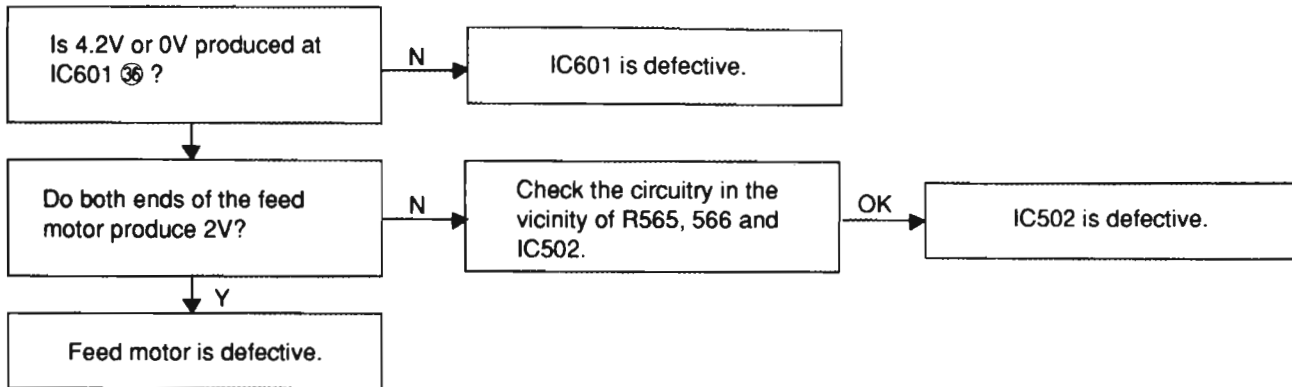 Is 4.2V or 0V produced at
IC601 ㊱ ?
N
IC601 is defective.
Do both ends of the feed
motor produce 2V?
N
Check the circuitry in the
vicinity of R565, 566 and
IC502.
OK
IC502 is defective.
Y
Feed motor is defective.